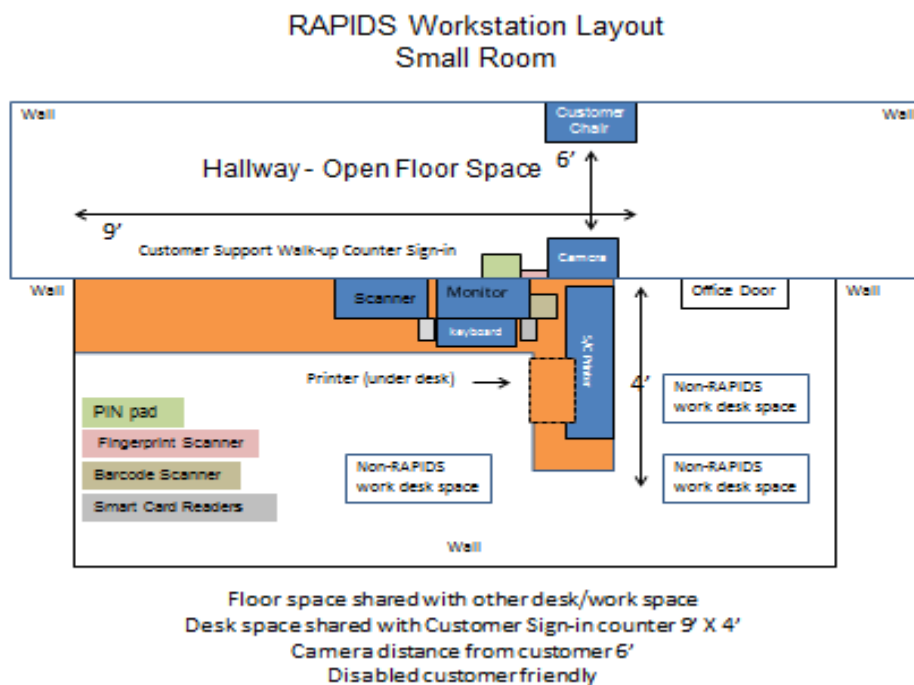 RAPIDS Workstation Layout
Small Room
Wall
Customer
Chair
Wall
6’
Hallway - Open Floor Space
9’
Customer Support Walk-up Counter Sign-in
Camera
Wall
Scanner
Monitor
Office Door
Wall
keyboard
S/C Printer
Printer (under desk)
4’
Non-RAPIDS
work desk space
PIN pad
Fingerprint Scanner
Barcode Scanner
Smart Card Readers
Non-RAPIDS
work desk space
Non-RAPIDS
work desk space
Wall
Floor space shared with other desk/work space
Desk space shared with Customer Sign-in counter 9’ X 4’
Camera distance from customer 6’
Disabled customer friendly